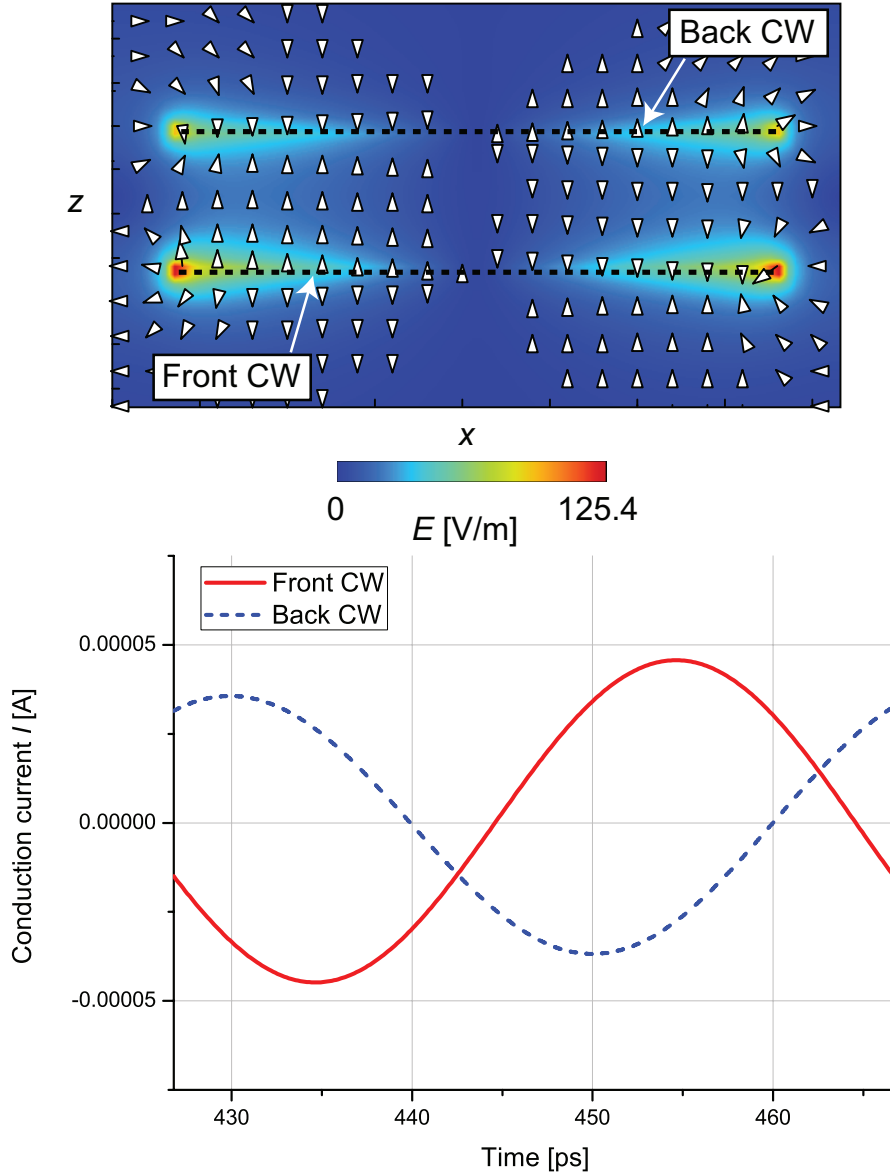 Back CW
z
Front CW
x
0
125.4
E [V/m]
Front CW
Back CW
0.00005
0.00000
-0.00005
Conduction current I [A]
430
440
450
460
Time [ps]